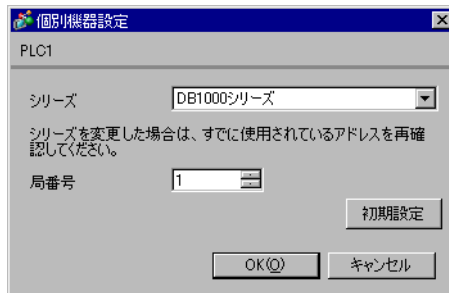 個別機器設定
PLC1
シリーズ DB1000シリーズ
シリーズを変更した場合は、すでに使用されているアドレスを再確
認してください。
局番号 1
初期設定
OK(O) キャンセル